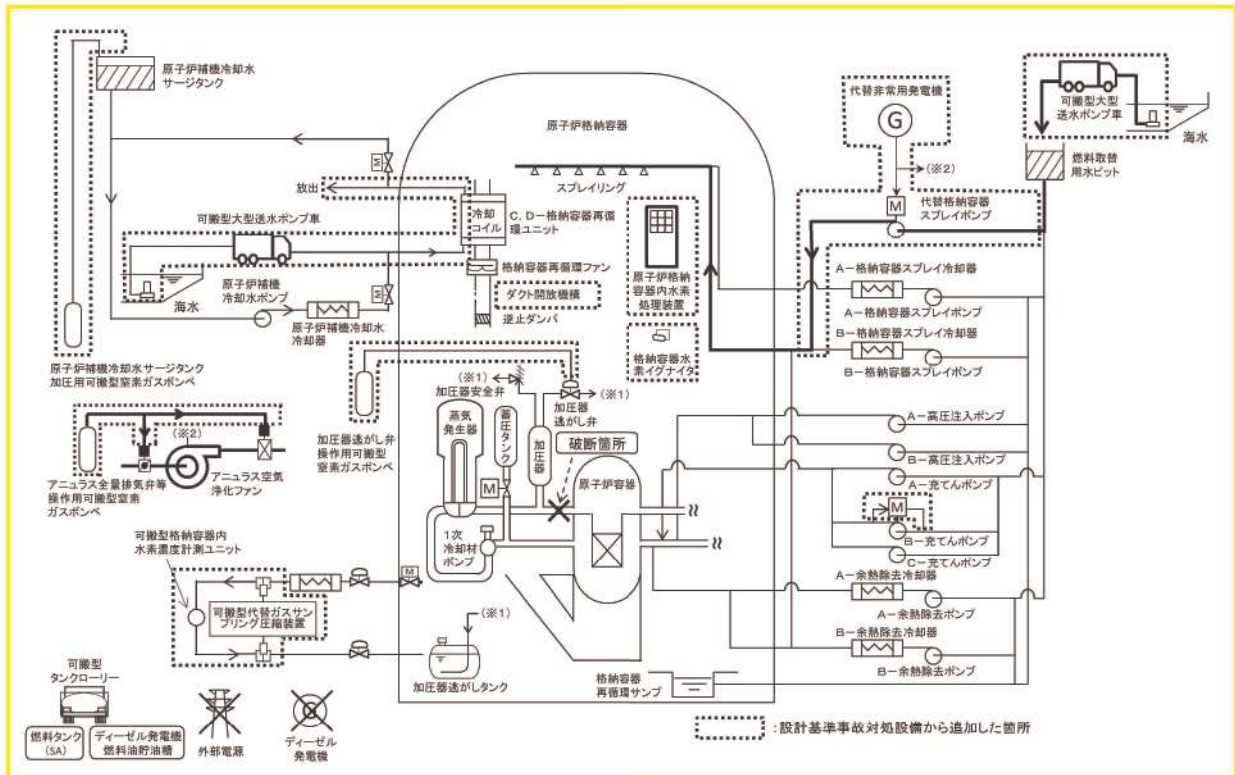 原子炉補機冷却水
サージタンク
原子炉格納容器
代替非常用発電機
G
(※2)
可搬型大型
送水ポンプ車
海水
燃料取替
用水ピット
M
代替格納容器
スプレイポンプ
M
放出
スプレイリング
可搬型大型送水ポンプ車
冷却
コイル
C,D-格納容器再循
環ユニット
格納容器再循環ファン
ダクト開放機構
逆止ダンパ
原子炉格納
容器内水素
処理装置
格納容器水
素イグナイタ
海水
原子炉補機
冷却水ポンプ
M
原子炉補機冷却水
冷却器
A-格納容器スプレイ冷却器
A-格納容器スプレイポンプ
B-格納容器スプレイ冷却器
B-格納容器スプレイポンプ
原子炉補機冷却水サージタンク
加圧用可搬型窒素ガスボンベ
(※1)
加圧器安全弁
(※1)
加圧器
逃がし弁
加圧器逃がし弁
操作用可搬型
窒素ガスボンベ
蒸気
発生器
蓄圧タンク
加圧器
破断箇所
原子炉容器
M
1次
冷却材
ポンプ
(※2)
アニュラス全量排気弁等
操作用可搬型窒素
ガスボンベ
アニュラス空気
浄化ファン
A-高圧注入ポンプ
B-高圧注入ポンプ
A-充てんポンプ
M
B-充てんポンプ
C-充てんポンプ
A-余熱除去冷却器
A-余熱除去ポンプ
B-余熱除去冷却器
B-余熱除去ポンプ
可搬型格納容器内
水素濃度計測ユニット
M
可搬型代替ガスサン
プリング圧縮装置
(※1)
加圧器逃がしタンク
格納容器
再循環サンプ
可搬型
タンクローリー
燃料タンク
(SA)
ディーゼル発電機
燃料油貯油槽
外部電源
ディーゼル
発電機
:設計基準事故対処設備から追加した箇所